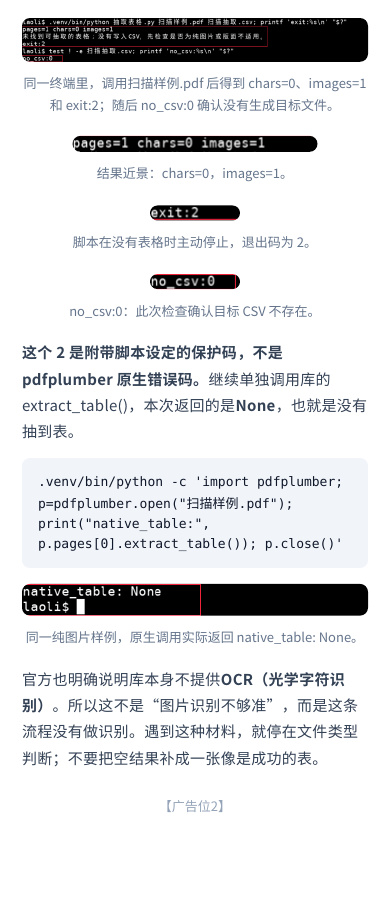 laoli$ .venv/bin/python 抽取表格.py 扫描样例.pdf 扫描抽取.csv; printf 'exit:%s\n' "$?"
pages=1 chars=0 images=1
未找到可抽取的表格：没有写入CSV。先检查是否为纯图片或版面不适用。
exit:2
laoli$ test ! -e 扫描抽取.csv; printf 'no_csv:%s\n' "$?"
no_csv:0
同一终端里，调用扫描样例.pdf 后得到 chars=0、images=1
和 exit:2；随后 no_csv:0 确认没有生成目标文件。
pages=1 chars=0 images=1
结果近景：chars=0，images=1。
exit:2
脚本在没有表格时主动停止，退出码为 2。
no_csv:0
no_csv:0：此次检查确认目标 CSV 不存在。
这个 2 是附带脚本设定的保护码，不是
pdfplumber 原生错误码。继续单独调用库的
extract_table()，本次返回的是None，也就是没有
抽到表。
.venv/bin/python -c 'import pdfplumber;
p=pdfplumber.open("扫描样例.pdf");
print("native_table:",
p.pages[0].extract_table()); p.close()'
native_table: None
laoli$
同一纯图片样例，原生调用实际返回 native_table: None。
官方也明确说明库本身不提供OCR（光学字符识
别）。所以这不是“图片识别不够准”，而是这条
流程没有做识别。遇到这种材料，就停在文件类型
判断；不要把空结果补成一张像是成功的表。
【广告位2】